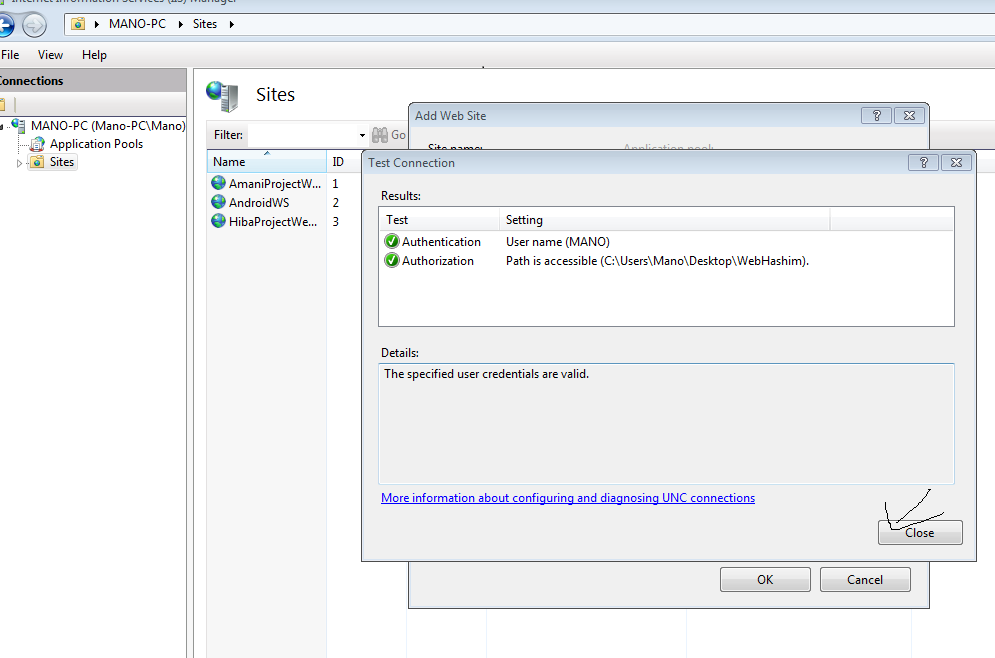 Internet Information Services (IIS) Manager
MANO-PC Sites
File View Help
Connections
MANO-PC (Mano-PC\Mano)
Application Pools
Sites
Sites
Filter: Go
Name ID
AmaniProjectW... 1
AndroidWS 2
HibaProjectWe... 3
Add Web Site
Site name: Application pool:
Test Connection
Results:
Test Setting
Authentication User name (MANO)
Authorization Path is accessible (C:\Users\Mano\Desktop\WebHashim).
Details:
The specified user credentials are valid.
More information about configuring and diagnosing UNC connections
Close
OK Cancel